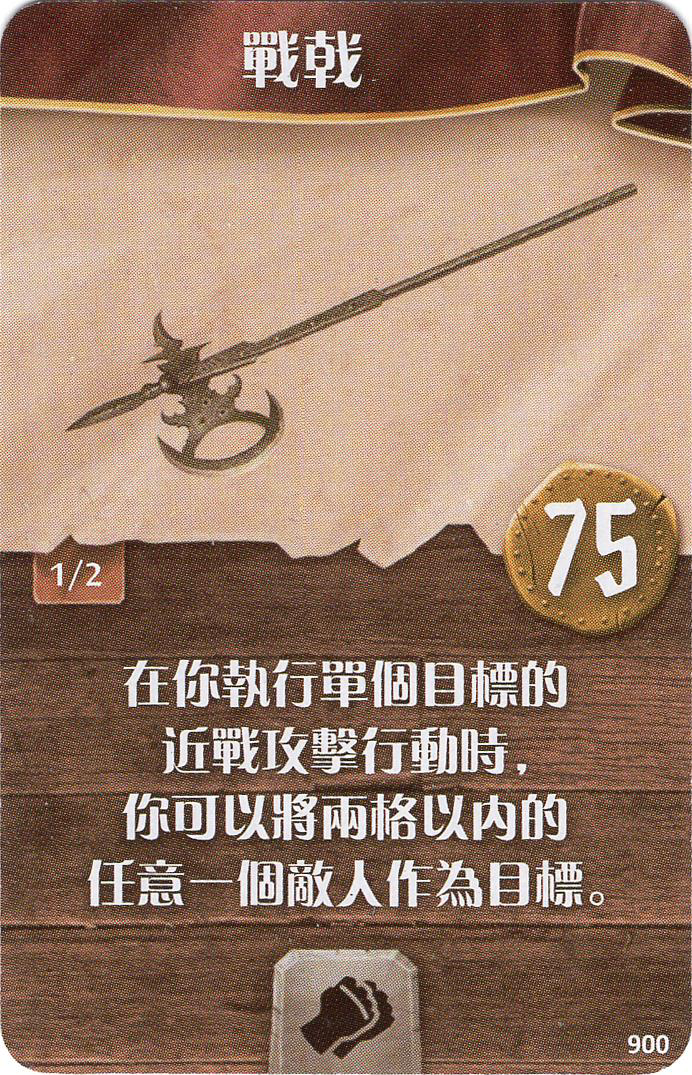 戰戟
1/2
75
在你執行單個目標的
近戰攻擊行動時，
你可以將兩格以內的
任意一個敵人作為目標。
900